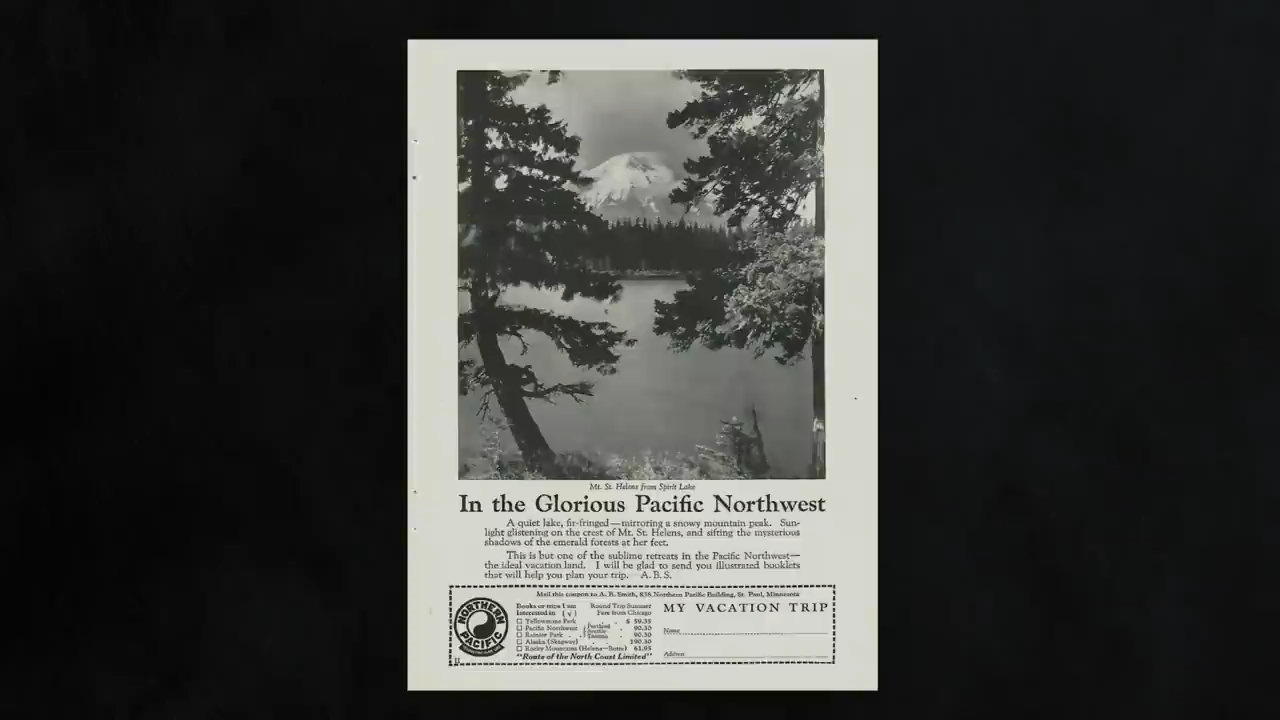 Mt. St. Helens from Spirit Lake
In the Glorious Pacific Northwest
A quiet lake, fir-fringed—mirroring a snowy mountain peak. Sun-
light glistening on the crest of Mt. St. Helens, and sifting the mysterious
shadows of the emerald forests at her feet.
This is but one of the sublime retreats in the Pacific Northwest—
the ideal vacation land. I will be glad to send you illustrated booklets
that will help you plan your trip. A. B. S.
Mail this coupon to A. B. Smith, Northern Pacific Building, St. Paul, Minnesota
NORTHERN
PACIFIC
Books or trips I am
interested in (√)
Round Trip Summer
Fare from Chicago
□ Yellowstone Park $ 59.35
□ Pacific Northwest Portland 90.30
□ Rainier Park Seattle Tacoma 90.30
□ Alaska (Skagway) 190.30
□ Rocky Mountains (Helena—Butte) 61.95
"Route of the North Coast Limited"
MY VACATION TRIP
Name
Address